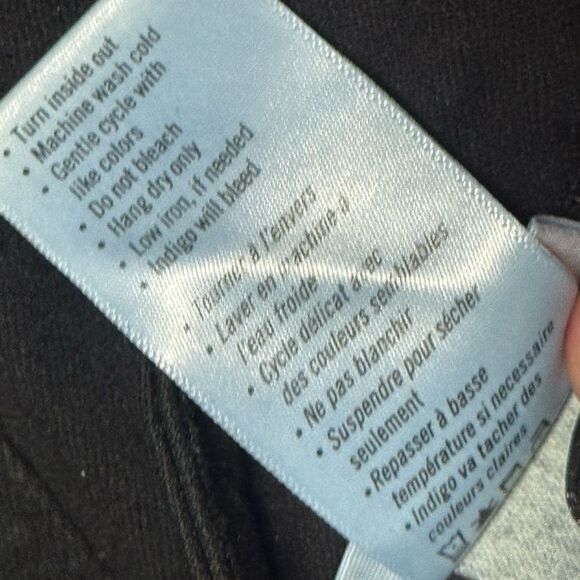 • Turn inside out
• Machine wash cold
• Gentle cycle with
like colors
• Do not bleach
• Hang dry only
• Low iron, if needed
• Indigo will bleed
• Tourner à l'envers
• Laver en machine à
l'eau froide
• Cycle délicat avec
des couleurs semblables
• Ne pas blanchir
• Suspendre pour sécher
seulement
• Repasser à basse
température si necessaire
• Indigo va tacher des
couleurs claires